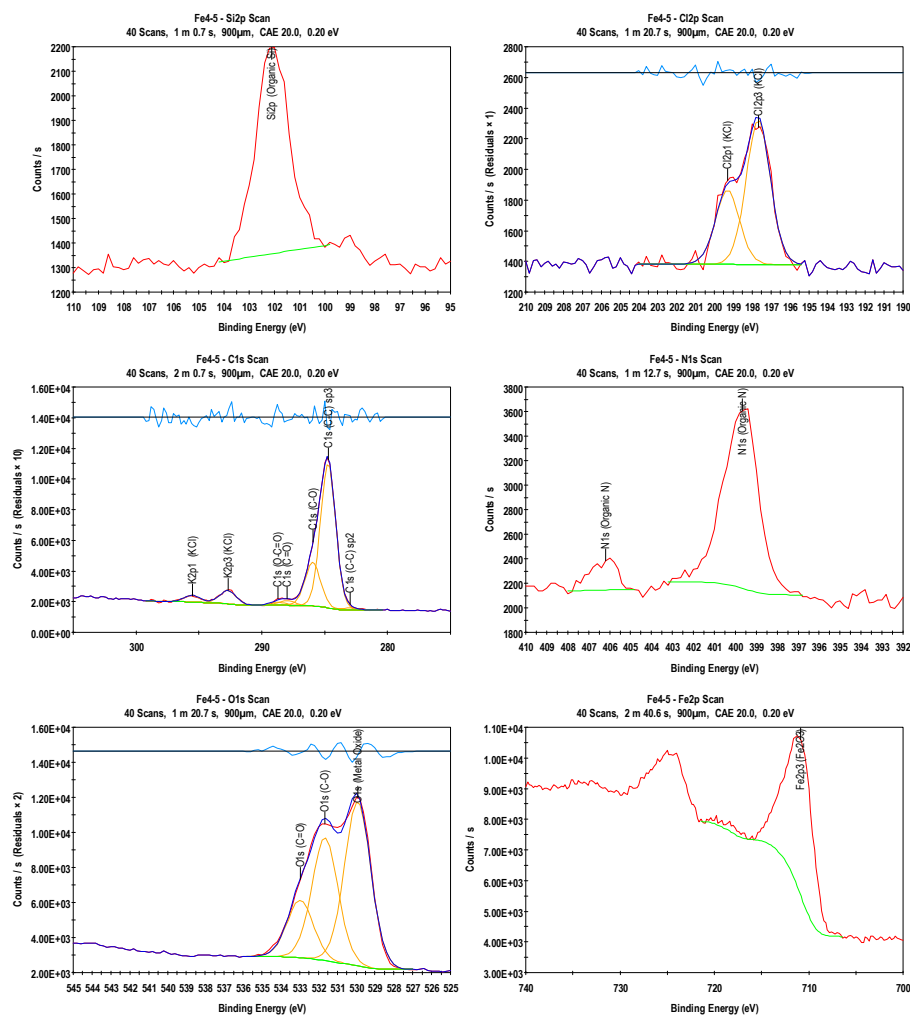 Fe4-5 - Si2p Scan
40 Scans, 1 m 0.7 s, 900µm, CAE 20.0, 0.20 eV
2200
2100
2000
1900
1800
1700
1600
1500
1400
1300
1200
Counts / s
Si2p (Organic
110 109 108 107 106 105 104 103 102 101 100 99 98 97 96 95
Binding Energy (eV)
Fe4-5 - Cl2p Scan
40 Scans, 1 m 20.7 s, 900µm, CAE 20.0, 0.20 eV
2800
2600
2400
2200
2000
1800
1600
1400
1200
Counts / s (Residuals × 1)
Cl2p1 (KCl)
Cl2p3 (KCl)
210 209 208 207 206 205 204 203 202 201 200 199 198 197 196 195 194 193 192 191 190
Binding Energy (eV)
Fe4-5 - C1s Scan
40 Scans, 2 m 0.7 s, 900µm, CAE 20.0, 0.20 eV
1.60E+04
1.40E+04
1.20E+04
1.00E+04
8.00E+03
6.00E+03
4.00E+03
2.00E+03
0.00E+00
Counts / s (Residuals × 10)
K2p1 (KCl)
K2p3 (KCl)
C1s (O-C=O)
C1s (C=O)
C1s (C-O)
C1s (C-C) sp3
C1s (C-C) sp2
300 290 280
Binding Energy (eV)
Fe4-5 - N1s Scan
40 Scans, 1 m 12.7 s, 900µm, CAE 20.0, 0.20 eV
3800
3600
3400
3200
3000
2800
2600
2400
2200
2000
1800
Counts / s
N1s (Organic N)
N1s (Organic N)
410 409 408 407 406 405 404 403 402 401 400 399 398 397 396 395 394 393 392
Binding Energy (eV)
Fe4-5 - O1s Scan
40 Scans, 1 m 20.7 s, 900µm, CAE 20.0, 0.20 eV
1.60E+04
1.40E+04
1.20E+04
1.00E+04
8.00E+03
6.00E+03
4.00E+03
2.00E+03
Counts / s (Residuals × 2)
O1s (C=O)
O1s (C-O)
O1s (Metal Oxide)
545 544 543 542 541 540 539 538 537 536 535 534 533 532 531 530 529 528 527 526 525
Binding Energy (eV)
Fe4-5 - Fe2p Scan
40 Scans, 2 m 40.6 s, 900µm, CAE 20.0, 0.20 eV
1.10E+04
1.00E+04
9.00E+03
8.00E+03
7.00E+03
6.00E+03
5.00E+03
4.00E+03
3.00E+03
Counts / s
Fe2p3 (Fe2O3)
740 730 720 710 700
Binding Energy (eV)